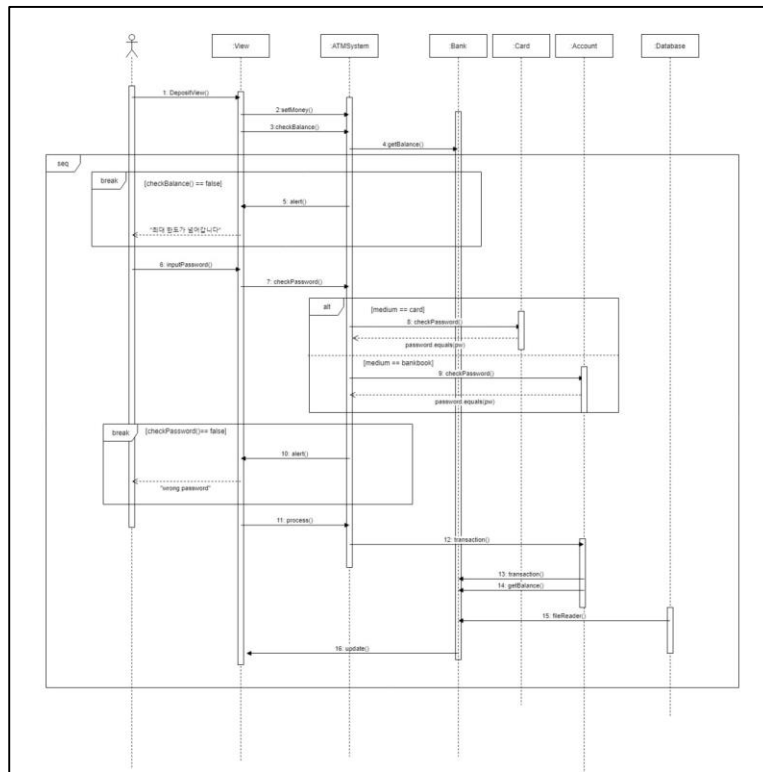 :View
:ATMSystem
:Bank
:Card
:Account
:Database
1: DepositView()
2:setMoney()
3:checkBalance()
4:getBalance()
seq
break
[checkBalance() == false]
5: alert()
"최대 한도가 넘어갑니다"
6: inputPassword()
7: checkPassword()
alt
[medium == card]
8: checkPassword()
password.equals(pw)
[medium == bankbook]
9: checkPassword()
password.equals(pw)
break
[checkPassword()== false]
10: alert()
"wrong password"
11: process()
12: transaction()
13: transaction()
14: getBalance()
15: fileReader()
16: update()